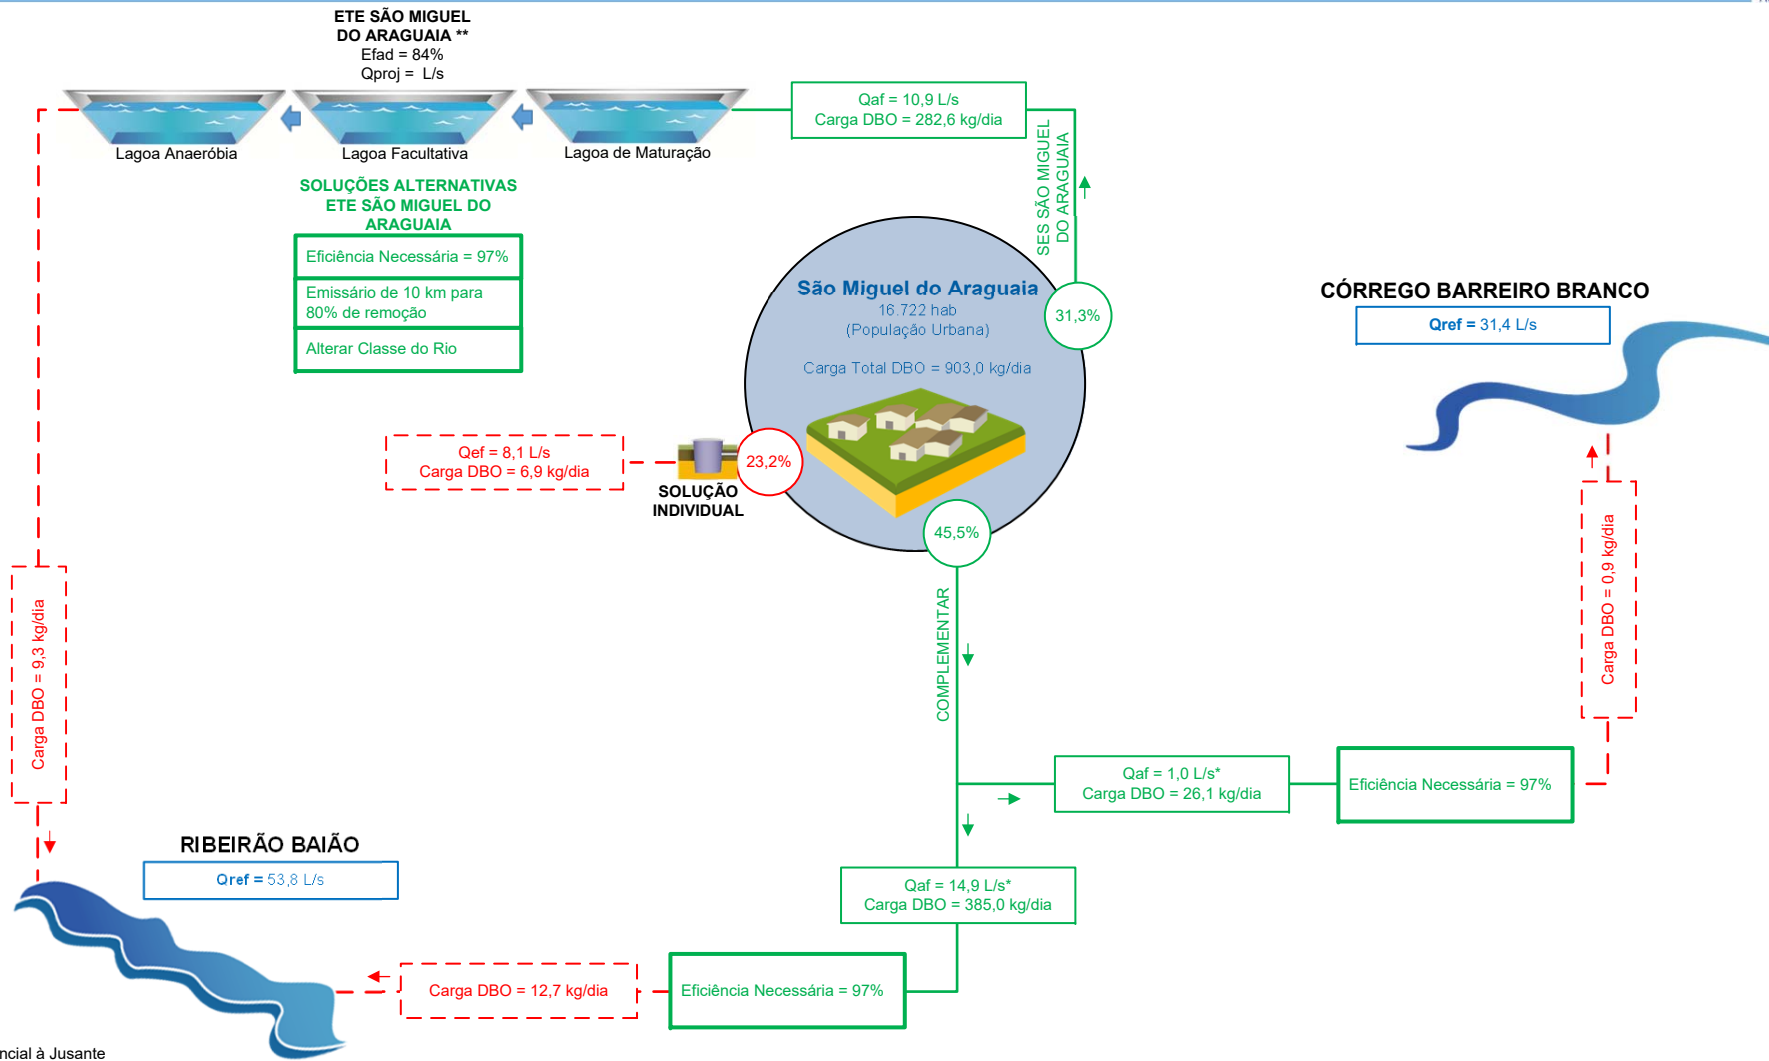 ETE SÃO MIGUEL
DO ARAGUAIA **
Efad = 84%
Qproj = L/s
Lagoa Anaeróbia
Lagoa Facultativa
Lagoa de Maturação
Qaf = 10,9 L/s
Carga DBO = 282,6 kg/dia
SES SÃO MIGUEL
DO ARAGUAIA
SOLUÇÕES ALTERNATIVAS
ETE SÃO MIGUEL DO
ARAGUAIA
Eficiência Necessária = 97%
Emissário de 10 km para
80% de remoção
Alterar Classe do Rio
São Miguel do Araguaia
16.722 hab
(População Urbana)
Carga Total DBO = 903,0 kg/dia
31,3%
CÓRREGO BARREIRO BRANCO
Qref = 31,4 L/s
Qef = 8,1 L/s
Carga DBO = 6,9 kg/dia
23,2%
SOLUÇÃO
INDIVIDUAL
45,5%
COMPLEMENTAR
Carga DBO = 0,9 kg/dia
Carga DBO = 9,3 kg/dia
Qaf = 1,0 L/s*
Carga DBO = 26,1 kg/dia
Eficiência Necessária = 97%
RIBEIRÃO BAIÃO
Qref = 53,8 L/s
Qaf = 14,9 L/s*
Carga DBO = 385,0 kg/dia
Carga DBO = 12,7 kg/dia
Eficiência Necessária = 97%
ncial à Jusante